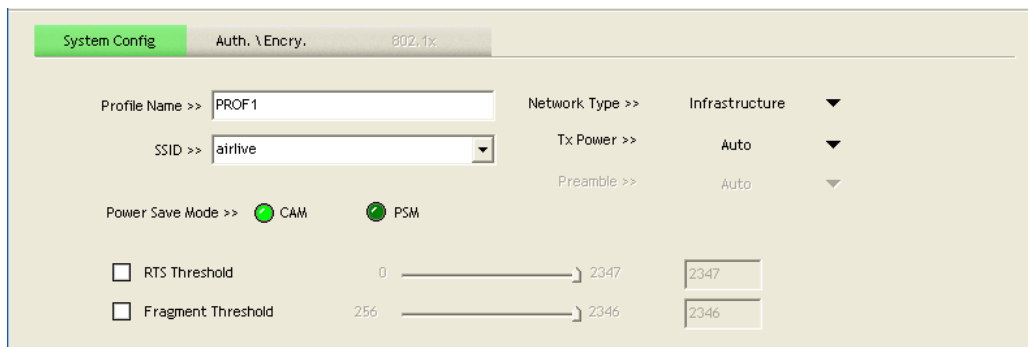 System Config Auth. \ Encry. 802.1x
Profile Name >> PROF1 Network Type >> Infrastructure
SSID >> airlive Tx Power >> Auto
Preamble >> Auto
Power Save Mode >> CAM PSM
RTS Threshold 0 2347 2347
Fragment Threshold 256 2346 2346